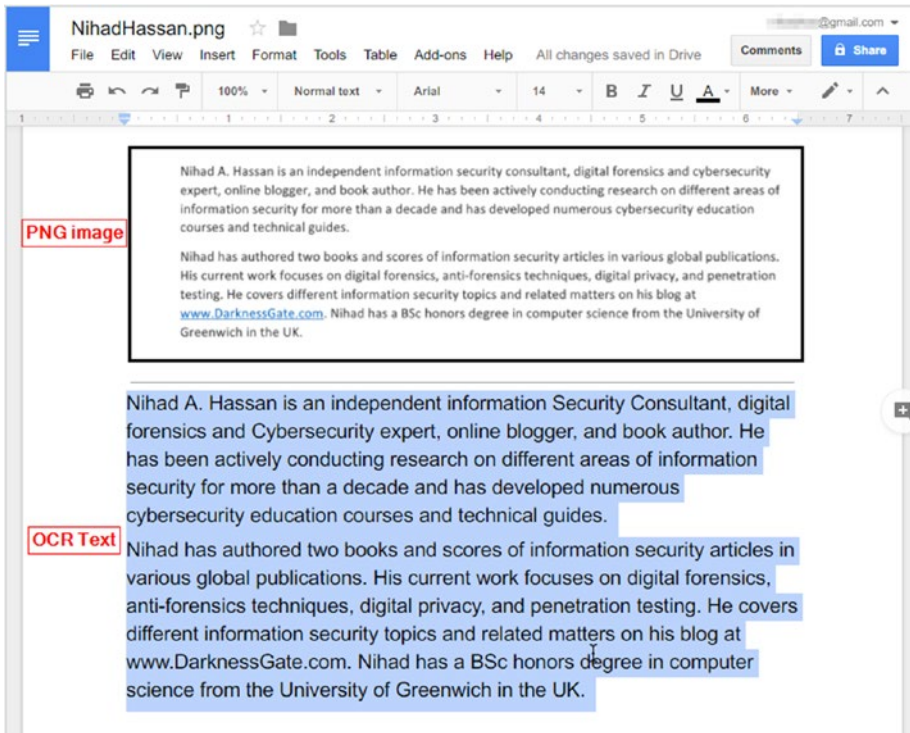 NihadHassan.png
@gmail.com
File Edit View Insert Format Tools Table Add-ons Help All changes saved in Drive
Comments
Share
100% Normal text Arial 14 B I U A More
1 1 2 3 4 5 6 7
PNG image
Nihad A. Hassan is an independent information security consultant, digital forensics and cybersecurity
expert, online blogger, and book author. He has been actively conducting research on different areas of
information security for more than a decade and has developed numerous cybersecurity education
courses and technical guides.
Nihad has authored two books and scores of information security articles in various global publications.
His current work focuses on digital forensics, anti-forensics techniques, digital privacy, and penetration
testing. He covers different information security topics and related matters on his blog at
www.DarknessGate.com. Nihad has a BSc honors degree in computer science from the University of
Greenwich in the UK.
OCR Text
Nihad A. Hassan is an independent information Security Consultant, digital
forensics and Cybersecurity expert, online blogger, and book author. He
has been actively conducting research on different areas of information
security for more than a decade and has developed numerous
cybersecurity education courses and technical guides.
Nihad has authored two books and scores of information security articles in
various global publications. His current work focuses on digital forensics,
anti-forensics techniques, digital privacy, and penetration testing. He covers
different information security topics and related matters on his blog at
www.DarknessGate.com. Nihad has a BSc honors degree in computer
science from the University of Greenwich in the UK.